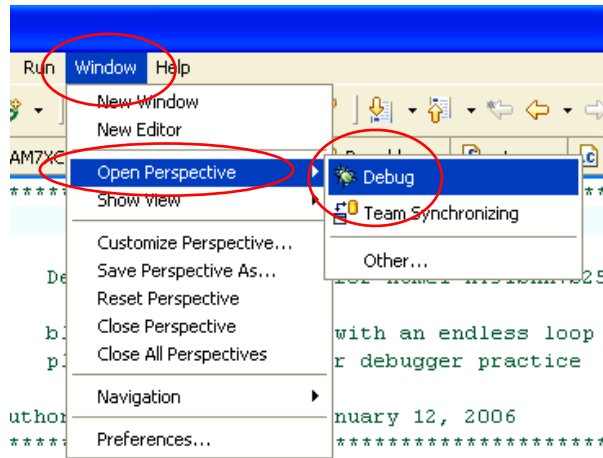 Run Window Help
New Window
New Editor
AM7XC
Open Perspective
Debug
Show View
Team Synchronizing
Customize Perspective...
Other...
Save Perspective As...
De
Reset Perspective
Close Perspective
with an endless loop
Close All Perspectives
r debugger practice
Navigation
nuary 12, 2006
Preferences...